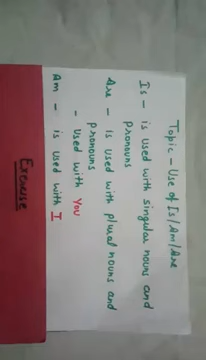 Topic - Use of Is/Am/Are
Is - is used with singular nouns and
pronouns
Are - is used with plural nouns and
pronouns
- used with You
Am - is used with I
Exercise